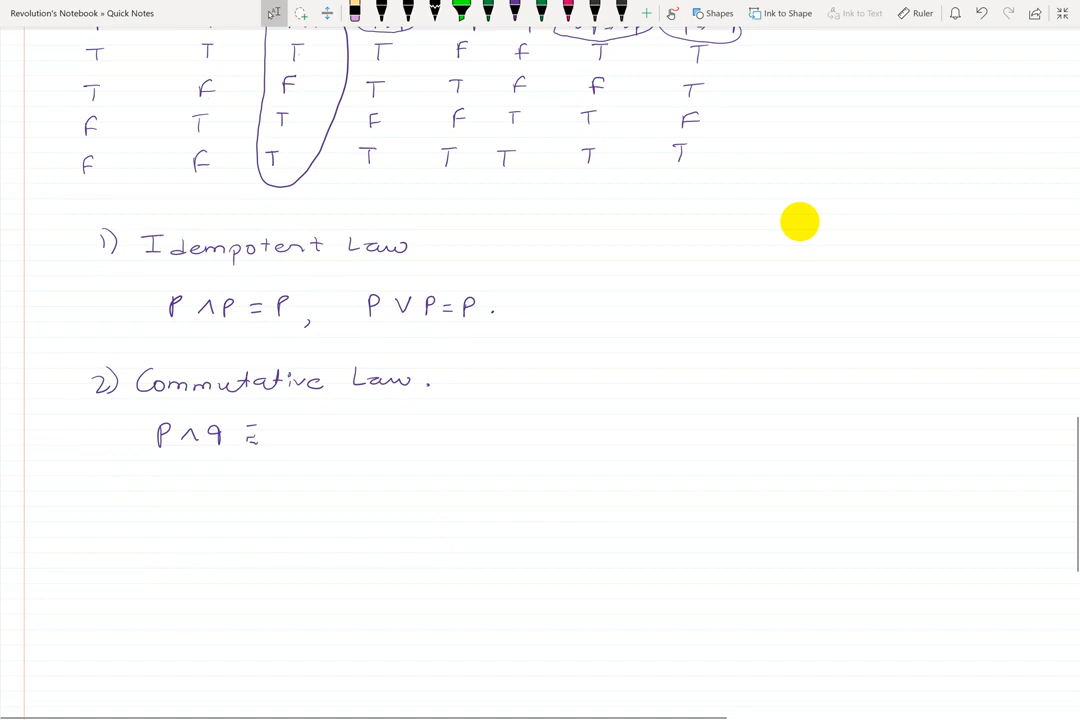 Revolution's Notebook » Quick Notes Shapes Ink to Shape Ink to Text Ruler
T T T T F f T T
T F F T T F f T
F T T F F T T F
F F T T T T T T
1) Idempotent Law
P ∧ P = P , P ∨ P = P .
2) Commutative Law .
P ∧ q ≡